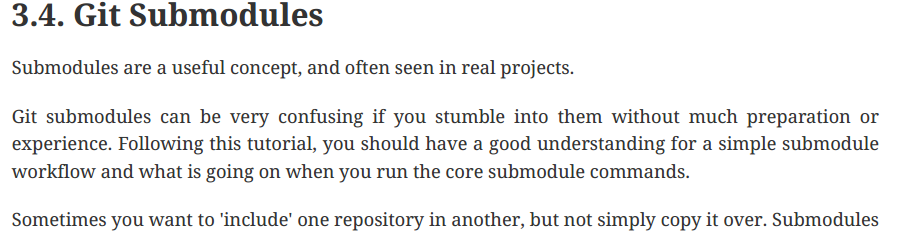 3.4. Git Submodules
Submodules are a useful concept, and often seen in real projects.
Git submodules can be very confusing if you stumble into them without much preparation or
experience. Following this tutorial, you should have a good understanding for a simple submodule
workflow and what is going on when you run the core submodule commands.
Sometimes you want to 'include' one repository in another, but not simply copy it over. Submodules